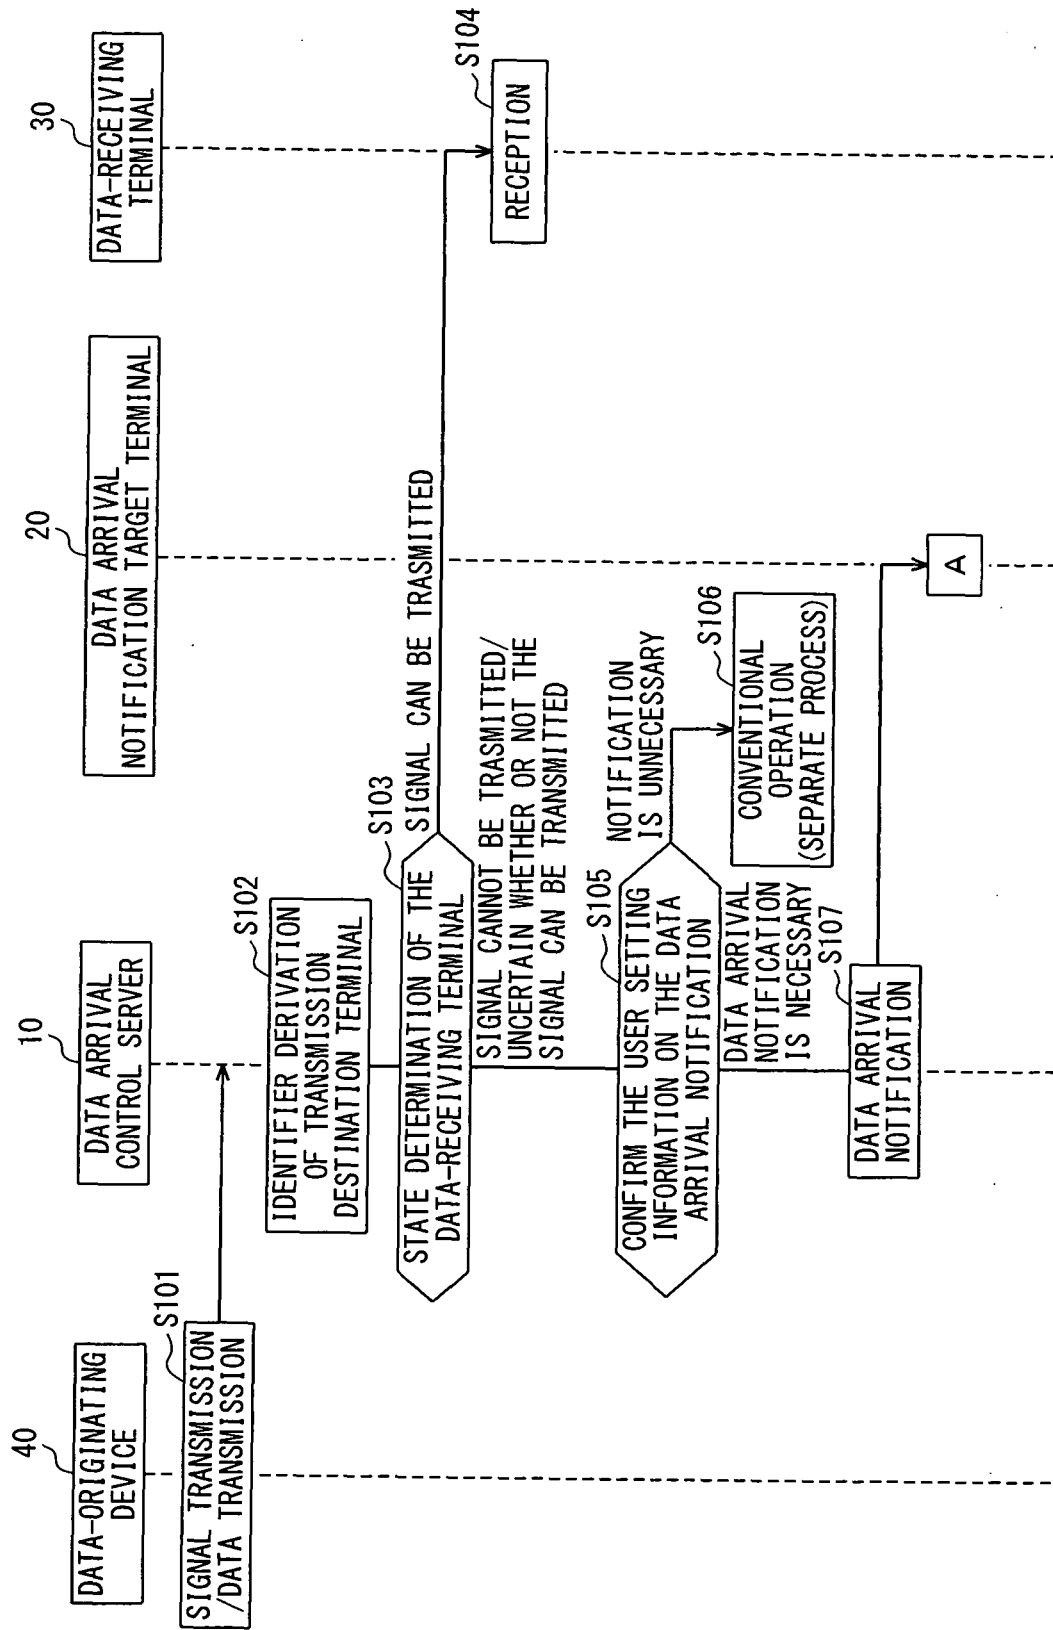 40
DATA-ORIGINATING
DEVICE
10
DATA ARRIVAL
CONTROL SERVER
20
DATA ARRIVAL
NOTIFICATION TARGET TERMINAL
30
DATA-RECEIVING
TERMINAL
S101
SIGNAL TRANSMISSION
/DATA TRANSMISSION
S102
IDENTIFIER DERIVATION
OF TRANSMISSION
DESTINATION TERMINAL
S103
STATE DETERMINATION OF THE
DATA-RECEIVING TERMINAL
SIGNAL CAN BE TRASMITTED
S104
RECEPTION
SIGNAL CANNOT BE TRASMITTED/
UNCERTAIN WHETHER OR NOT THE
SIGNAL CAN BE TRANSMITTED
S105
CONFIRM THE USER SETTING
INFORMATION ON THE DATA
ARRIVAL NOTIFICATION
NOTIFICATION
IS UNNECESSARY
S106
CONVENTIONAL
OPERATION
(SEPARATE PROCESS)
DATA ARRIVAL
NOTIFICATION
IS NECESSARY
S107
DATA ARRIVAL
NOTIFICATION
A